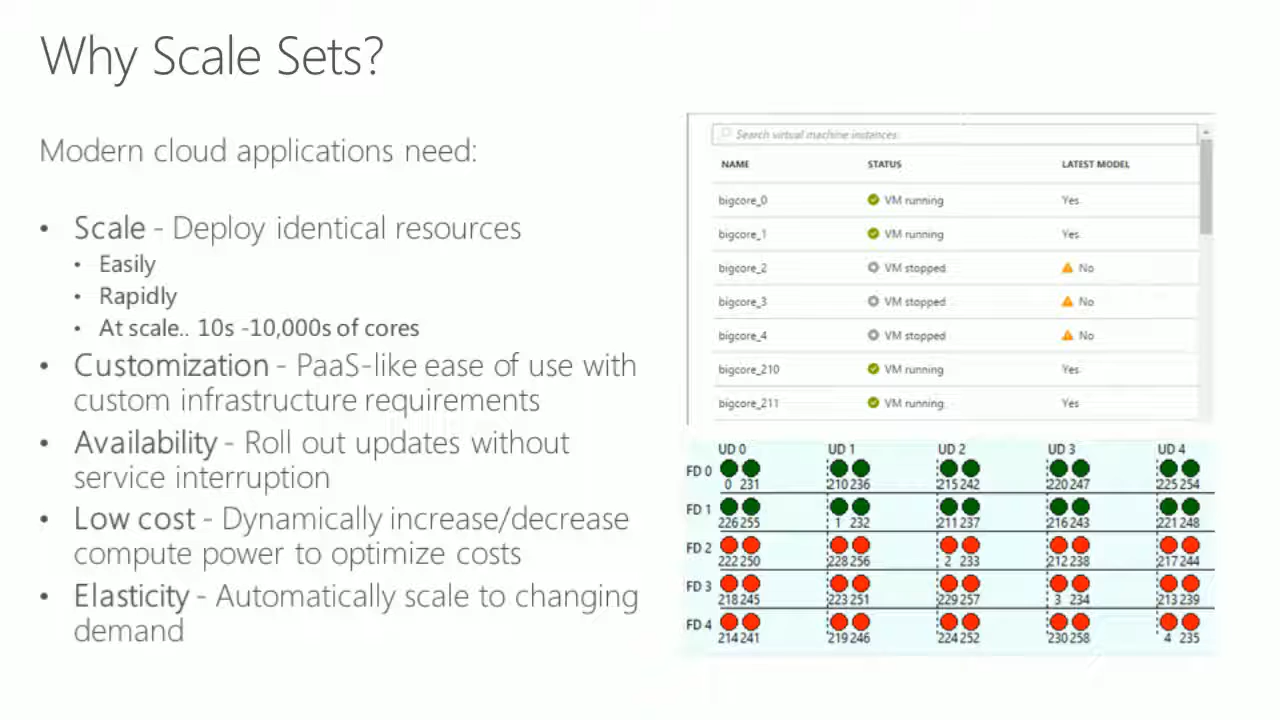 Why Scale Sets?
Modern cloud applications need:
• Scale - Deploy identical resources
• Easily
• Rapidly
• At scale.. 10s -10,000s of cores
• Customization - PaaS-like ease of use with
custom infrastructure requirements
• Availability - Roll out updates without
service interruption
• Low cost - Dynamically increase/decrease
compute power to optimize costs
• Elasticity - Automatically scale to changing
demand
Search virtual machine instances
NAME STATUS LATEST MODEL
bigcore_0 VM running Yes
bigcore_1 VM running Yes
bigcore_2 VM stopped No
bigcore_3 VM stopped No
bigcore_4 VM stopped No
bigcore_210 VM running Yes
bigcore_211 VM running Yes
UD 0 UD 1 UD 2 UD 3 UD 4
FD 0
0 231 210 236 215 242 220 247 225 254
FD 1
226 255 1 232 211 237 216 243 221 248
FD 2
222 250 228 256 2 233 212 238 217 244
FD 3
218 245 223 251 229 257 3 234 213 239
FD 4
214 241 219 246 224 252 230 258 4 235